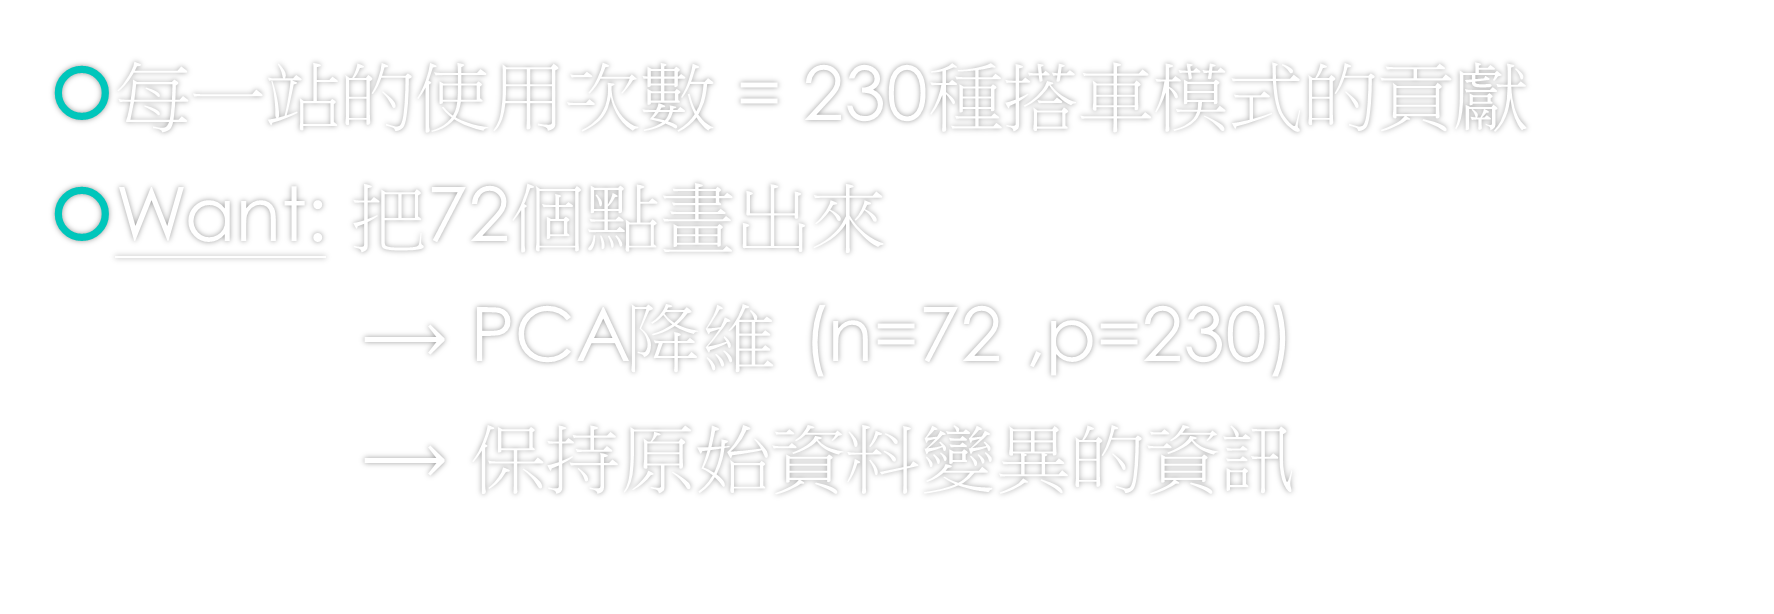 每一站的使用次數 = 230種搭車模式的貢獻
Want: 把72個點畫出來
→ PCA降維 (n=72 ,p=230)
→ 保持原始資料變異的資訊